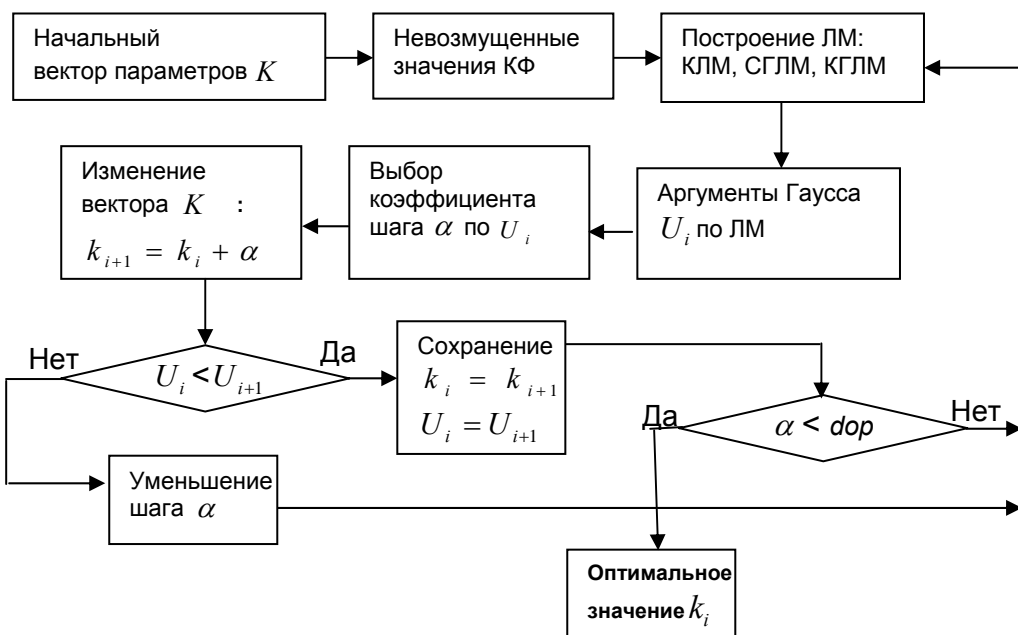 Начальный
вектор параметров K
Невозмущенные
значения КФ
Построение ЛМ:
КЛМ, СГЛМ, КГЛМ
Изменение
вектора K :
k_{i+1} = k_i + α
Выбор
коэффициента
шага α по U_i
Аргументы Гаусса
U_i по ЛМ
Нет
U_i < U_{i+1}
Да
Сохранение
k_i = k_{i+1}
U_i = U_{i+1}
Да
α < dop
Нет
Уменьшение
шага α
Оптимальное
значение k_i